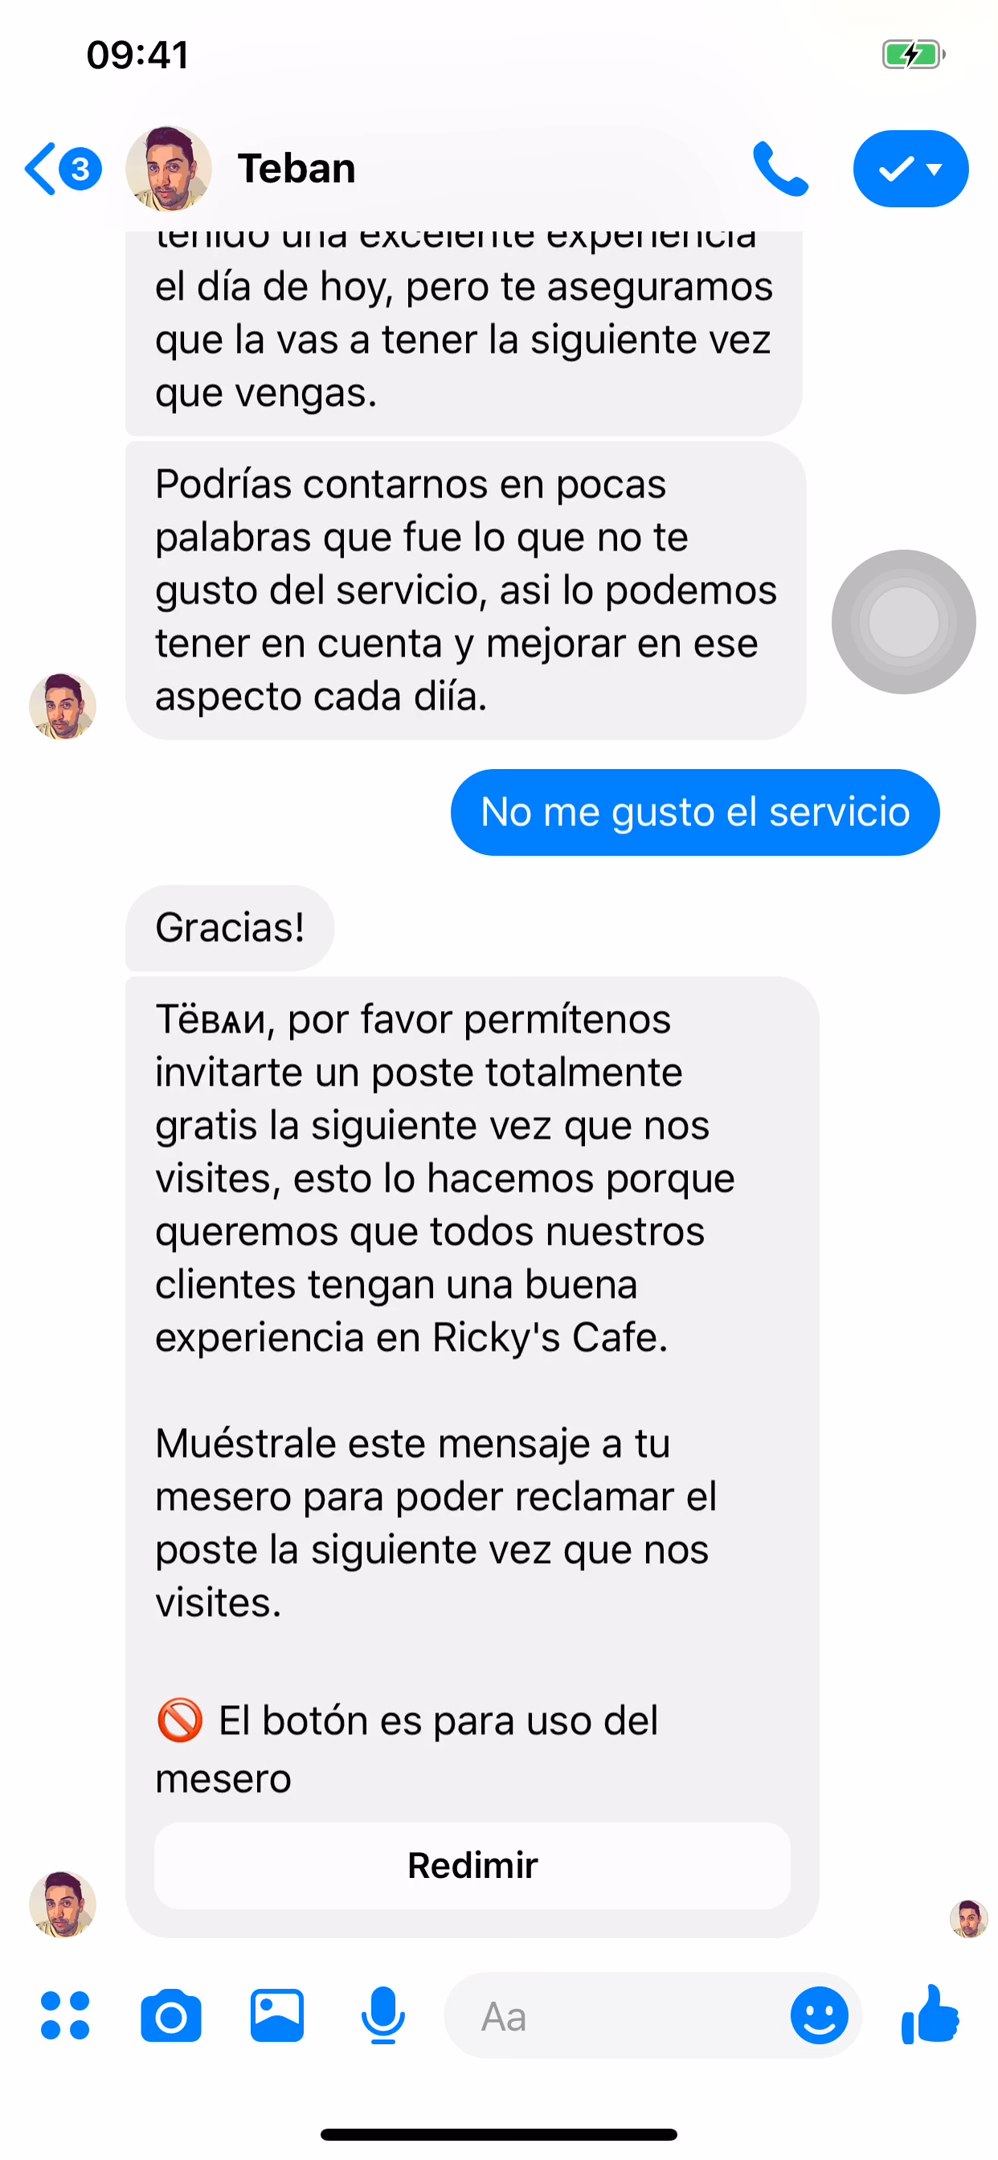 09:41
3
Teban
tenido una excelente experiencia
el día de hoy, pero te aseguramos
que la vas a tener la siguiente vez
que vengas.
Podrías contarnos en pocas
palabras que fue lo que no te
gusto del servicio, asi lo podemos
tener en cuenta y mejorar en ese
aspecto cada diía.
No me gusto el servicio
Gracias!
Tëвѧи, por favor permítenos
invitarte un poste totalmente
gratis la siguiente vez que nos
visites, esto lo hacemos porque
queremos que todos nuestros
clientes tengan una buena
experiencia en Ricky's Cafe.
Muéstrale este mensaje a tu
mesero para poder reclamar el
poste la siguiente vez que nos
visites.
🚫 El botón es para uso del
mesero
Redimir
Aa